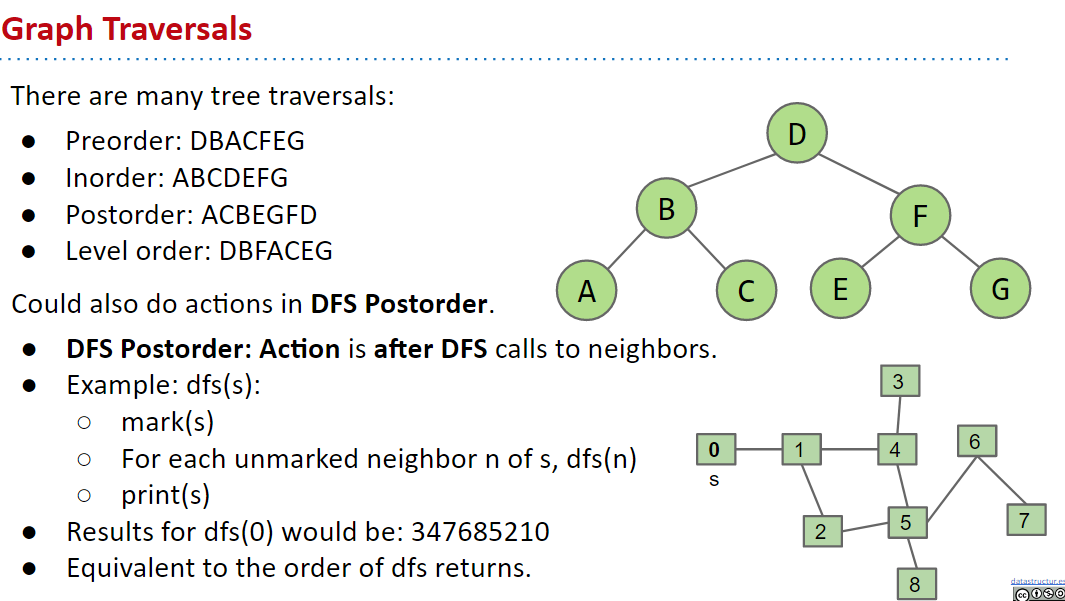 Graph Traversals
There are many tree traversals:
● Preorder: DBACFEG
● Inorder: ABCDEFG
● Postorder: ACBEGFD
● Level order: DBFACEG
Could also do actions in DFS Postorder.
● DFS Postorder: Action is after DFS calls to neighbors.
● Example: dfs(s):
○ mark(s)
○ For each unmarked neighbor n of s, dfs(n)
○ print(s)
● Results for dfs(0) would be: 347685210
● Equivalent to the order of dfs returns.
D
B
F
A
C
E
G
3
0
1
4
6
s
2
5
7
8
datastructur.es
cc